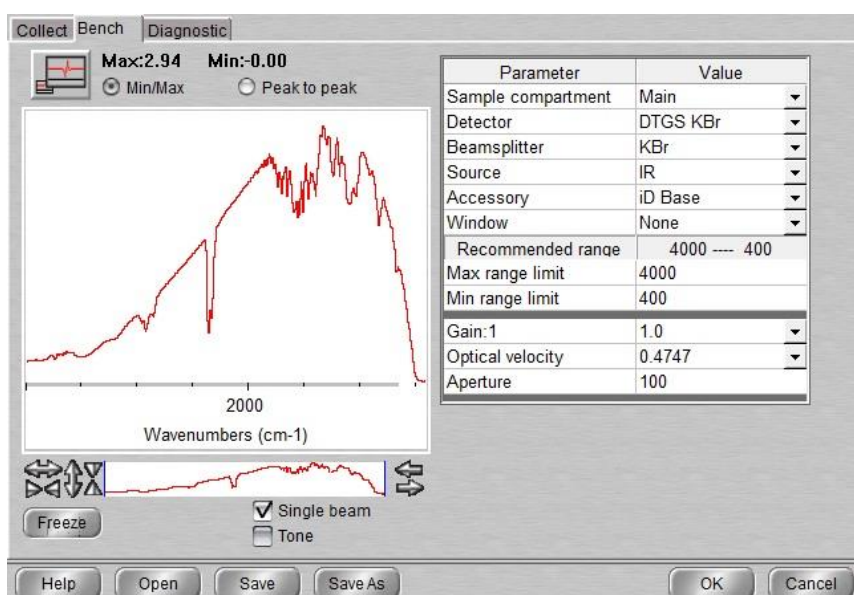 Collect Bench Diagnostic
Max:2.94 Min:-0.00
Min/Max Peak to peak
2000
Wavenumbers (cm-1)
Single beam
Tone
Freeze
Parameter Value
Sample compartment Main
Detector DTGS KBr
Beamsplitter KBr
Source IR
Accessory iD Base
Window None
Recommended range 4000 ---- 400
Max range limit 4000
Min range limit 400
Gain:1 1.0
Optical velocity 0.4747
Aperture 100
Help Open Save Save As OK Cancel